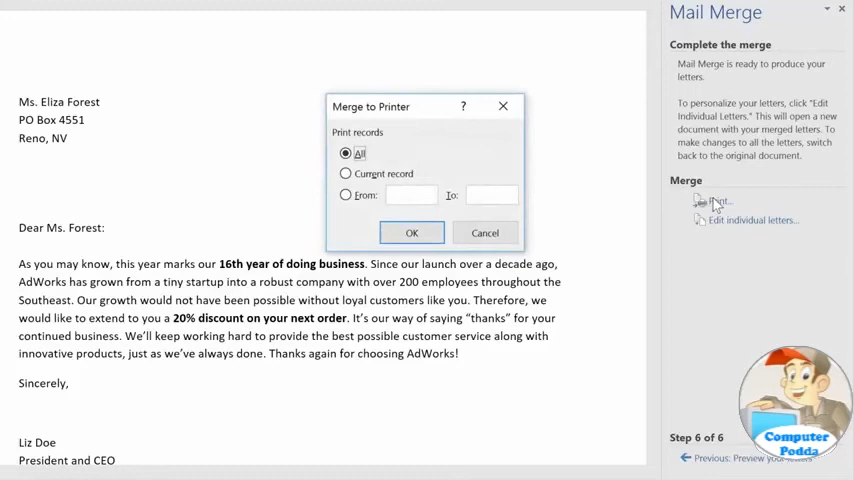 Mail Merge
Complete the merge
Mail Merge is ready to produce your
letters.
To personalize your letters, click "Edit
Individual Letters." This will open a new
document with your merged letters. To
make changes to all the letters, switch
back to the original document.
Merge
Print...
Edit individual letters...
Step 6 of 6
Previous: Preview your letters
Ms. Eliza Forest
PO Box 4551
Reno, NV
Dear Ms. Forest:
As you may know, this year marks our 16th year of doing business. Since our launch over a decade ago,
AdWorks has grown from a tiny startup into a robust company with over 200 employees throughout the
Southeast. Our growth would not have been possible without loyal customers like you. Therefore, we
would like to extend to you a 20% discount on your next order. It’s our way of saying “thanks” for your
continued business. We’ll keep working hard to provide the best possible customer service along with
innovative products, just as we’ve always done. Thanks again for choosing AdWorks!
Sincerely,
Liz Doe
President and CEO
Merge to Printer
?
Print records
All
Current record
From: To:
OK Cancel
Computer
Podda